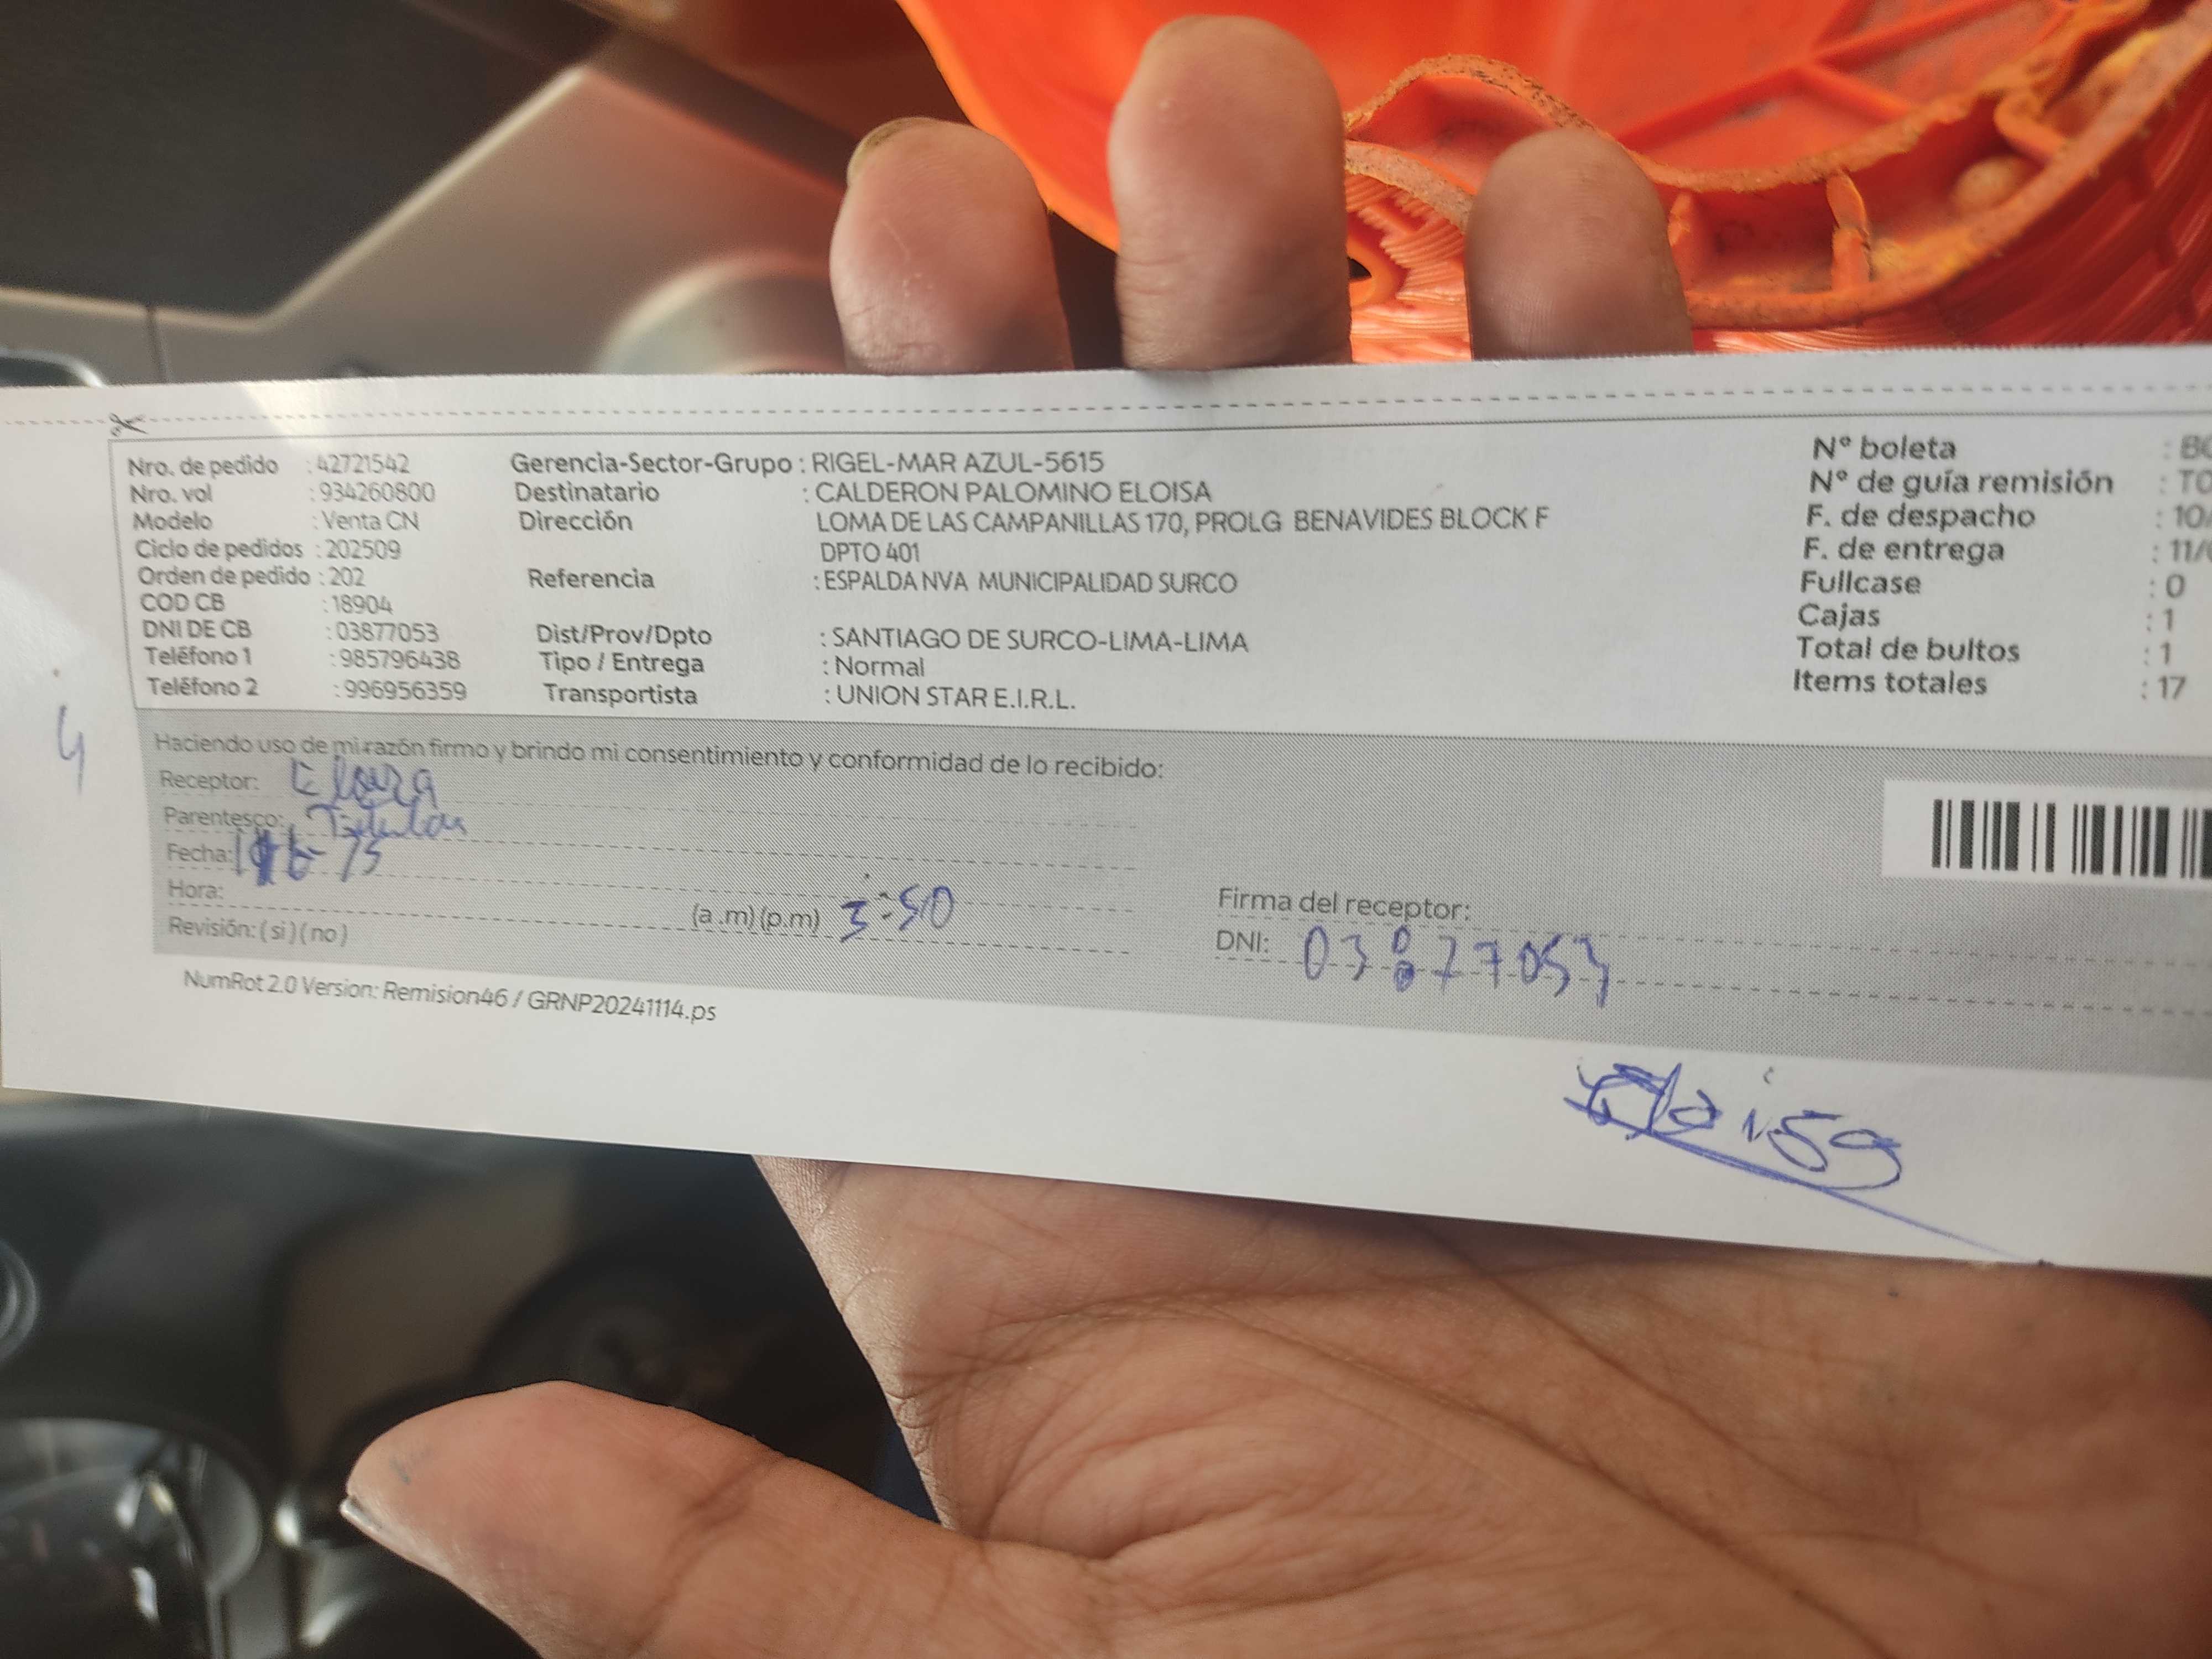 Nro. de pedido : 42721542
Nro. vol : 934260800
Modelo : Venta CN
Ciclo de pedidos : 202509
Orden de pedido : 202
COD CB : 18904
DNI DE CB : 03877053
Teléfono 1 : 985796438
Teléfono 2 : 996956359
Gerencia-Sector-Grupo : RIGEL-MAR AZUL-5615
Destinatario : CALDERON PALOMINO ELOISA
Dirección LOMA DE LAS CAMPANILLAS 170, PROLG BENAVIDES BLOCK F
DPTO 401
Referencia : ESPALDA NVA MUNICIPALIDAD SURCO
Dist/Prov/Dpto : SANTIAGO DE SURCO-LIMA-LIMA
Tipo / Entrega : Normal
Transportista : UNION STAR E.I.R.L.
N° boleta :
N° de guía remisión :
F. de despacho : 10/
F. de entrega : 11/
Fullcase : 0
Cajas : 1
Total de bultos : 1
Items totales : 17
4
Haciendo uso de mi razón firmo y brindo mi consentimiento y conformidad de lo recibido:
Receptor: Eloiza
Parentesco: Titular
Fecha:
Hora: (a .m) (p.m) 3:50
Revisión: ( si ) ( no )
Firma del receptor:
DNI: 03877053
NumRot 2.0 Version: Remision46 / GRNP20241114.ps
Eloisa